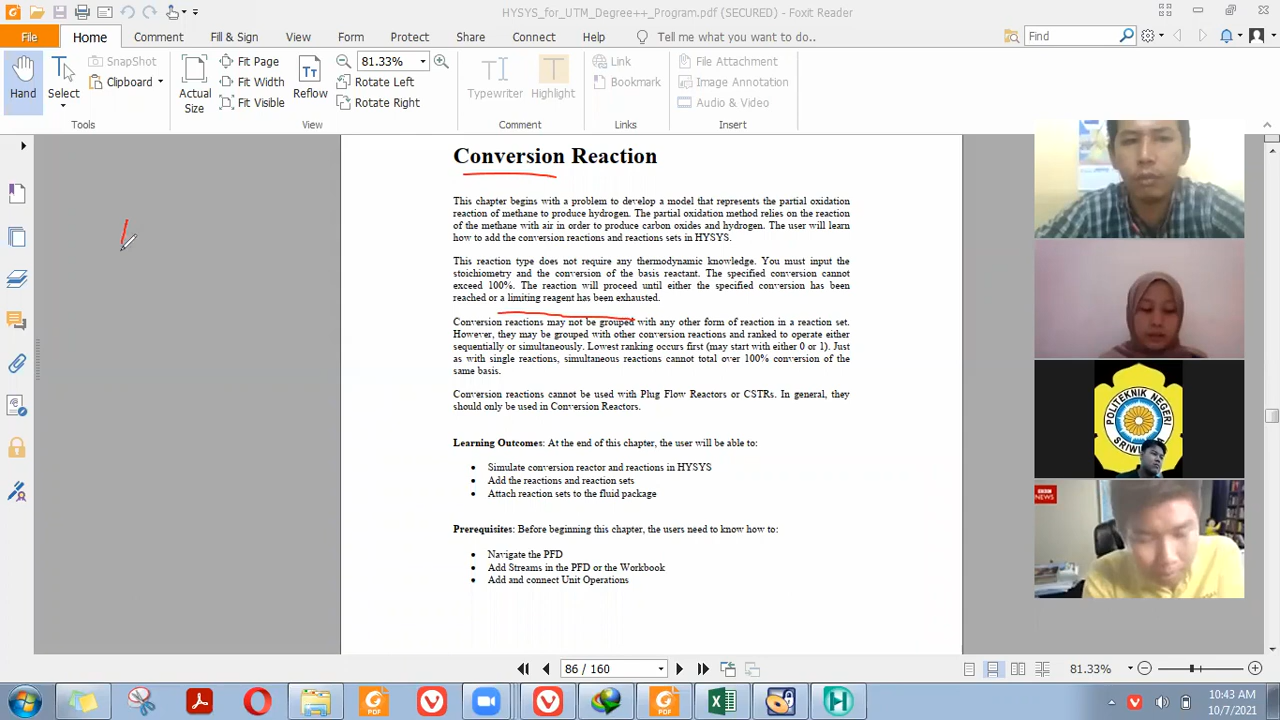 HYSYS_for_UTM_Degree++_Program.pdf (SECURED) - Foxit Reader
File Home Comment Fill & Sign View Form Protect Share Connect Help Tell me what you want to do.. Find
Hand
Select
SnapShot
Clipboard
Actual Size
Fit Page
Fit Width
Fit Visible
Reflow
81.33%
Rotate Left
Rotate Right
Typewriter
Highlight
Link
Bookmark
File Attachment
Image Annotation
Audio & Video
Tools View Comment Links Insert
Conversion Reaction
This chapter begins with a problem to develop a model that represents the partial oxidation
reaction of methane to produce hydrogen. The partial oxidation method relies on the reaction
of the methane with air in order to produce carbon oxides and hydrogen. The user will learn
how to add the conversion reactions and reactions sets in HYSYS.
This reaction type does not require any thermodynamic knowledge. You must input the
stoichiometry and the conversion of the basis reactant. The specified conversion cannot
exceed 100%. The reaction will proceed until either the specified conversion has been
reached or a limiting reagent has been exhausted.
Conversion reactions may not be grouped with any other form of reaction in a reaction set.
However, they may be grouped with other conversion reactions and ranked to operate either
sequentially or simultaneously. Lowest ranking occurs first (may start with either 0 or 1). Just
as with single reactions, simultaneous reactions cannot total over 100% conversion of the
same basis.
Conversion reactions cannot be used with Plug Flow Reactors or CSTRs. In general, they
should only be used in Conversion Reactors.
Learning Outcomes: At the end of this chapter, the user will be able to:
• Simulate conversion reactor and reactions in HYSYS
• Add the reactions and reaction sets
• Attach reaction sets to the fluid package
Prerequisites: Before beginning this chapter, the users need to know how to:
• Navigate the PFD
• Add Streams in the PFD or the Workbook
• Add and connect Unit Operations
POLITEKNIK NEGERI
BBC
NEWS
86 / 160
81.33%
10:43 AM
10/7/2021